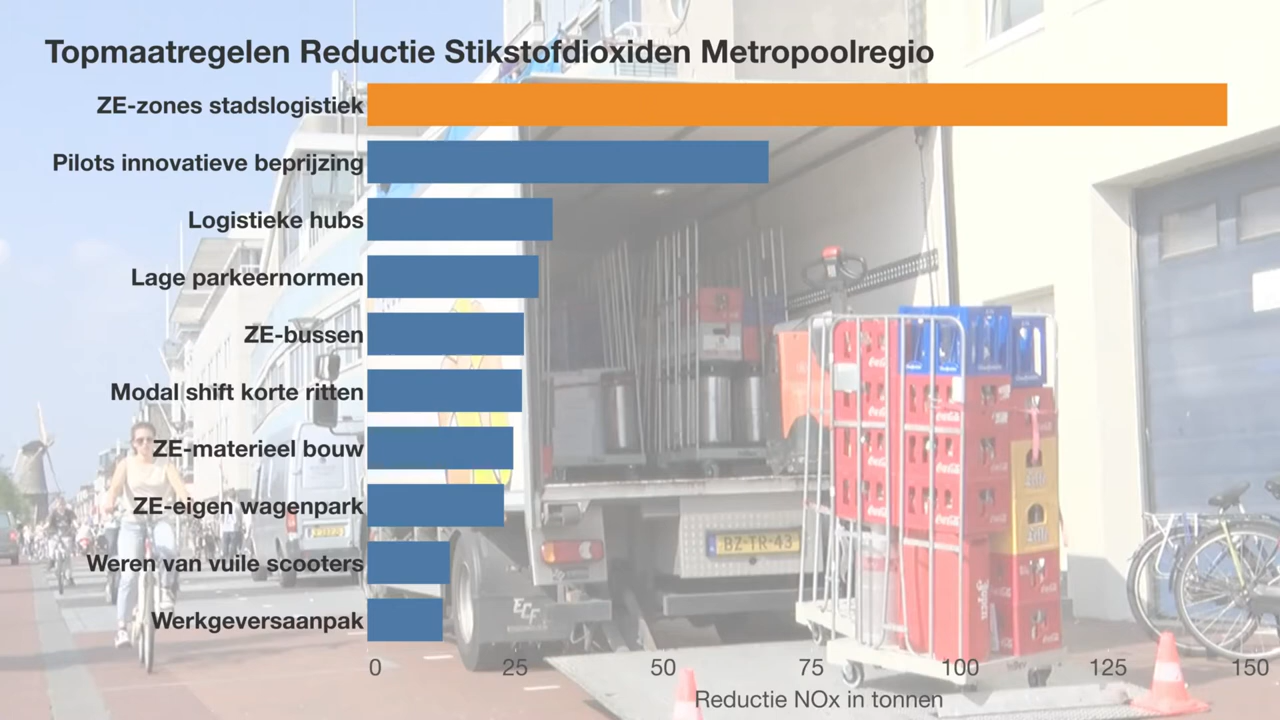 Topmaatregelen Reductie Stikstofdioxiden Metropoolregio
ZE-zones stadslogistiek
Pilots innovatieve beprijzing
Logistieke hubs
Lage parkeernormen
ZE-bussen
Modal shift korte ritten
ZE-materieel bouw
ZE-eigen wagenpark
Weren van vuile scooters
Werkgeversaanpak
0 25 50 75 100 125 150
Reductie NOx in tonnen
BZ-TR-43
ECF